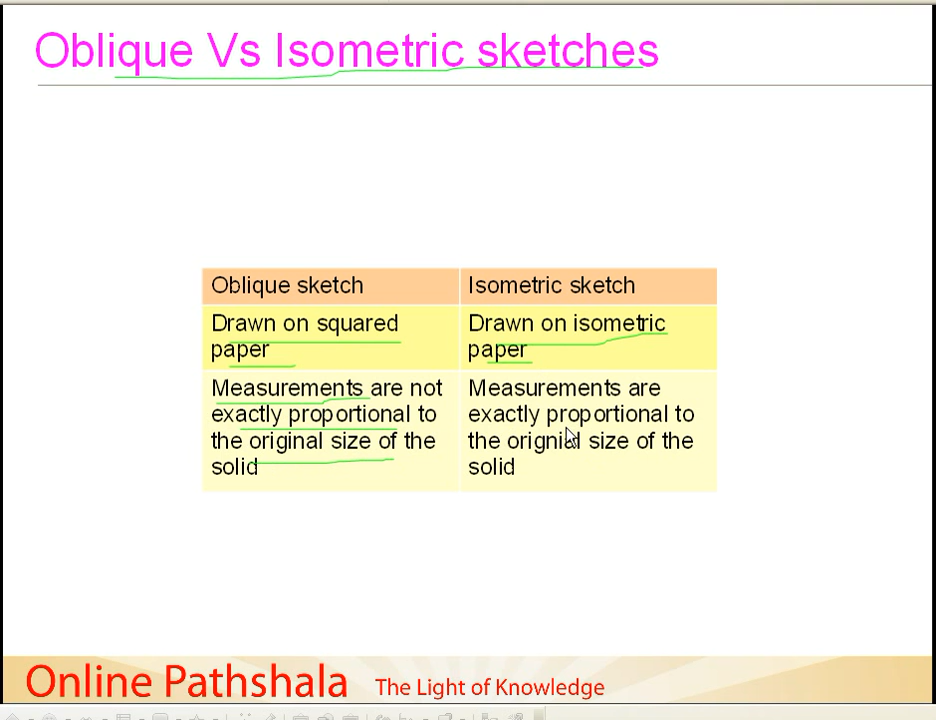 Oblique Vs Isometric sketches
Oblique sketch
Isometric sketch
Drawn on squared
paper
Drawn on isometric
paper
Measurements are not
exactly proportional to
the original size of the
solid
Measurements are
exactly proportional to
the orignial size of the
solid
Online Pathshala
The Light of Knowledge